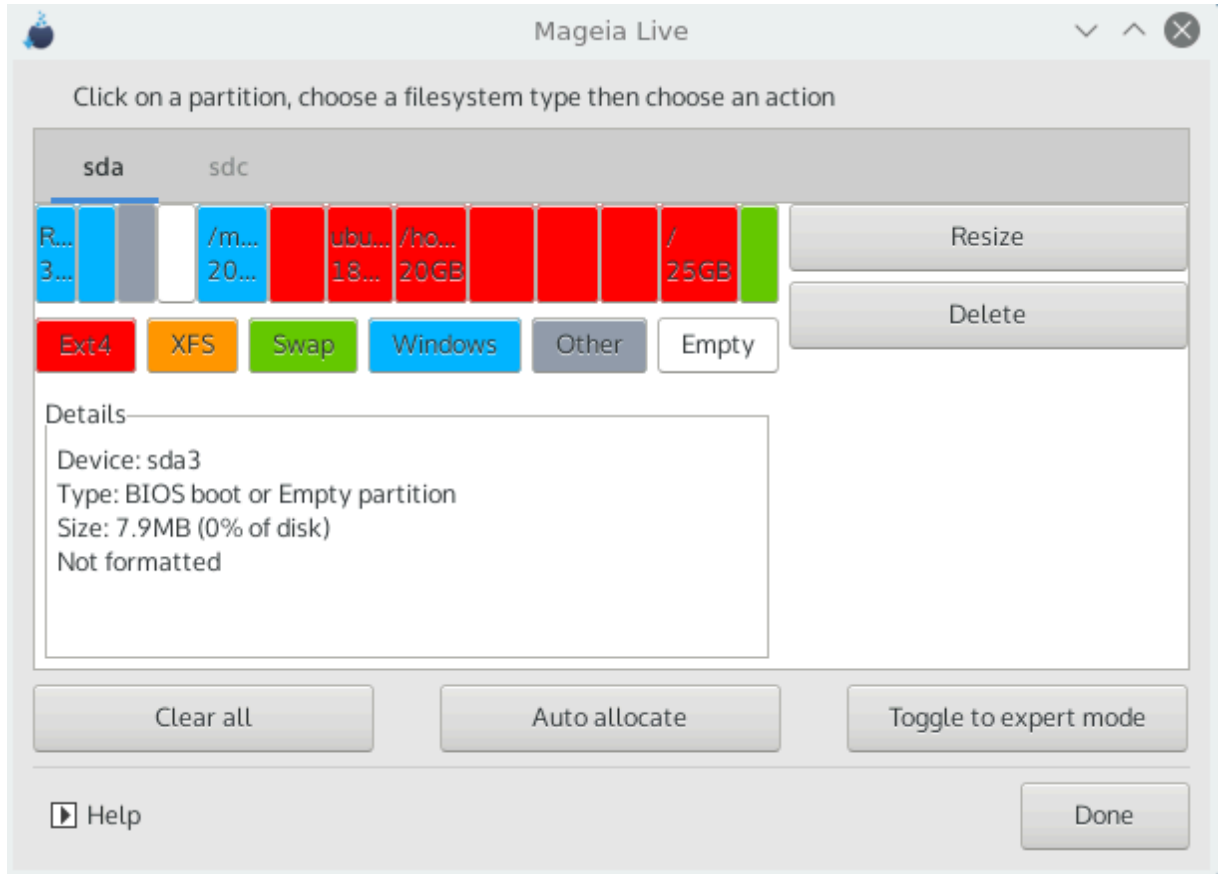 Mageia Live
Click on a partition, choose a filesystem type then choose an action
sda sdc
R... /m... ubu... /ho... /
3... 20... 18... 20GB 25GB
Resize
Delete
Ext4 XFS Swap Windows Other Empty
Details
Device: sda3
Type: BIOS boot or Empty partition
Size: 7.9MB (0% of disk)
Not formatted
Clear all Auto allocate Toggle to expert mode
Help Done